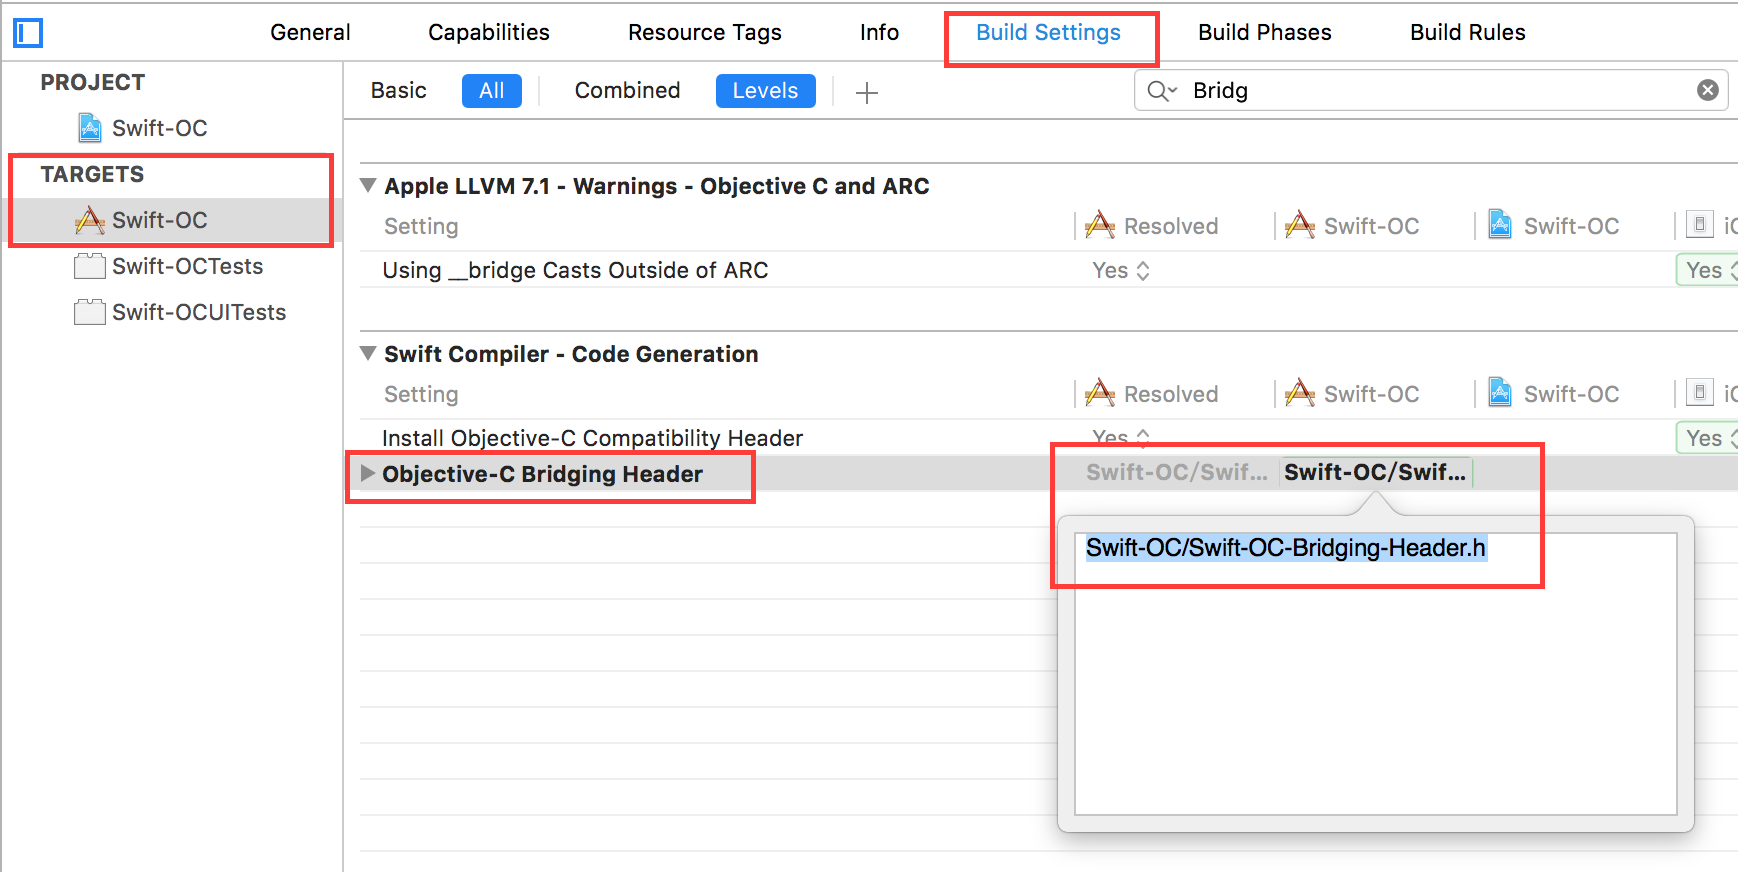 General Capabilities Resource Tags Info Build Settings Build Phases Build Rules
PROJECT
Swift-OC
TARGETS
Swift-OC
Swift-OCTests
Swift-OCUITests
Basic All Combined Levels + Bridg
Apple LLVM 7.1 - Warnings - Objective C and ARC
Setting Resolved Swift-OC Swift-OC
Using __bridge Casts Outside of ARC Yes Yes
Swift Compiler - Code Generation
Setting Resolved Swift-OC Swift-OC
Install Objective-C Compatibility Header Yes Yes
Objective-C Bridging Header Swift-OC/Swif... Swift-OC/Swif...
Swift-OC/Swift-OC-Bridging-Header.h